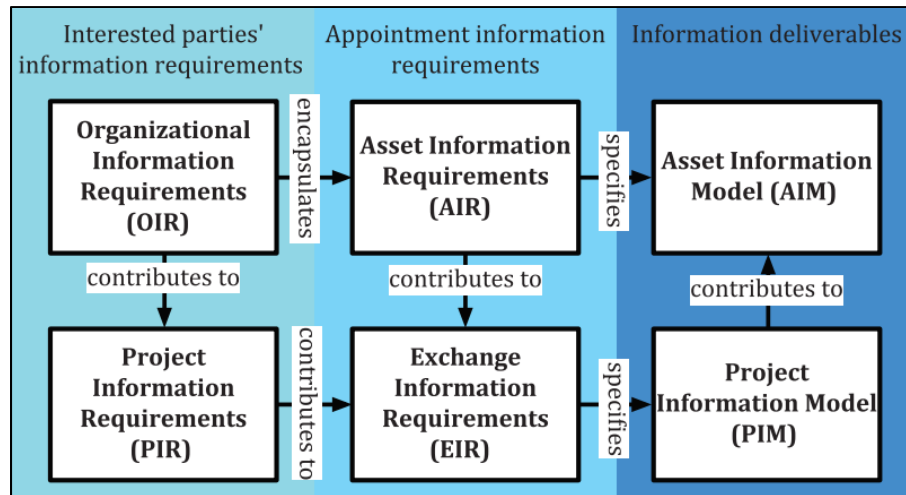 Interested parties'
information requirements
Appointment information
requirements
Information deliverables
Organizational
Information
Requirements
(OIR)
encapsulates
Asset Information
Requirements
(AIR)
specifies
Asset Information
Model (AIM)
contributes to
contributes to
contributes to
Project
Information
Requirements
(PIR)
contributes to
Exchange
Information
Requirements
(EIR)
specifies
Project
Information Model
(PIM)